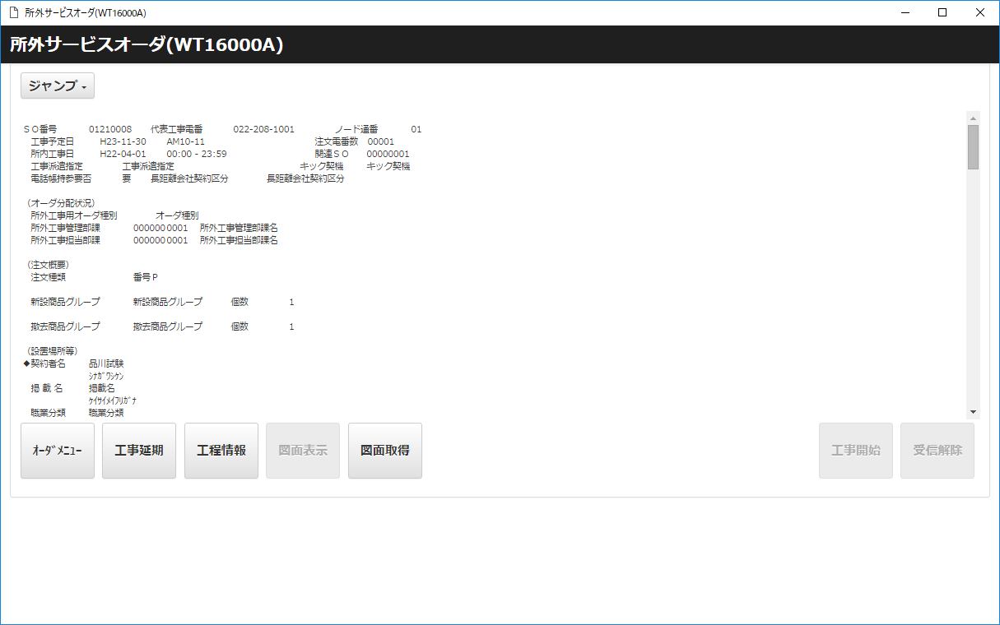 所外サービスオーダ(WT16000A)
所外サービスオーダ(WT16000A)
ジャンプ
ＳＯ番号 01210008 代表工事電番 022-208-1001 ノード通番 01
工事予定日 H23-11-30 AM10-11 注文電番数 00001
所内工事日 H22-04-01 00:00 - 23:59 関連ＳＯ 00000001
工事派遣指定 工事派遣指定 キック契機 キック契機
電話帳持参要否 要 長距離会社契約区分 長距離会社契約区分
（オーダ分配状況）
所外工事用オーダ種別 オーダ種別
所外工事管理部課 0000000001 所外工事管理部課名
所外工事担当部課 0000000001 所外工事担当部課名
（注文概要）
注文種類 番号Ｐ
新設商品グループ 新設商品グループ 個数 1
撤去商品グループ 撤去商品グループ 個数 1
（設置場所等）
◆契約者名 品川試験
ｼﾅｶﾞﾜｼｹﾝ
掲 載 名 掲載名
ｹｲｻｲﾒｲﾌﾘｶﾞﾅ
職業分類 職業分類
ｵｰﾀﾞﾒﾆｭｰ 工事延期 工程情報 図面表示 図面取得 工事開始 受信解除